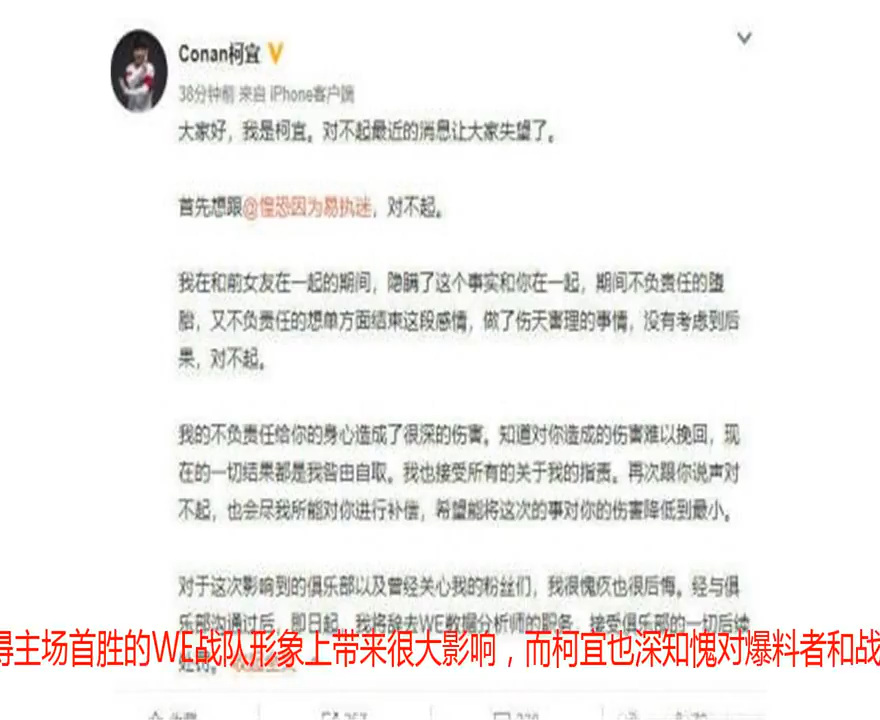 Conan柯宜
38分钟前 来自 iPhone客户端
大家好，我是柯宜。对不起最近的消息让大家失望了。
首先想跟@惶恐因为易执迷，对不起。
我在和前女友在一起的期间，隐瞒了这个事实和你在一起，期间不负责任的堕
胎，又不负责任的想单方面结束这段感情，做了伤天害理的事情，没有考虑到后
果，对不起。
我的不负责任给你的身心造成了很深的伤害。知道对你造成的伤害难以挽回，现
在的一切结果都是我咎由自取。我也接受所有的关于我的指责。再次跟你说声对
不起，也会尽我所能对你进行补偿，希望能将这次的事对你的伤害降低到最小。
对于这次影响到的俱乐部以及曾经关心我的粉丝们，我很愧疚也很后悔。经与俱
乐部沟通过后，即日起，我将辞去WE数据分析师的职务，接受俱乐部的一切后续
得主场首胜的WE战队形象上带来很大影响，而柯宜也深知愧对爆料者和战
处罚。